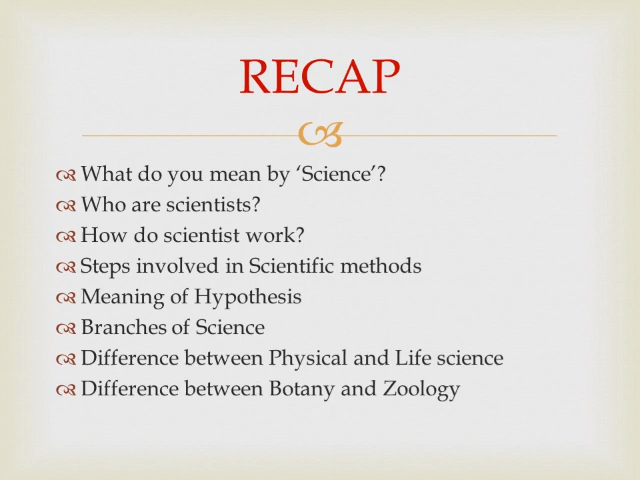 RECAP
What do you mean by ‘Science’?
Who are scientists?
How do scientist work?
Steps involved in Scientific methods
Meaning of Hypothesis
Branches of Science
Difference between Physical and Life science
Difference between Botany and Zoology